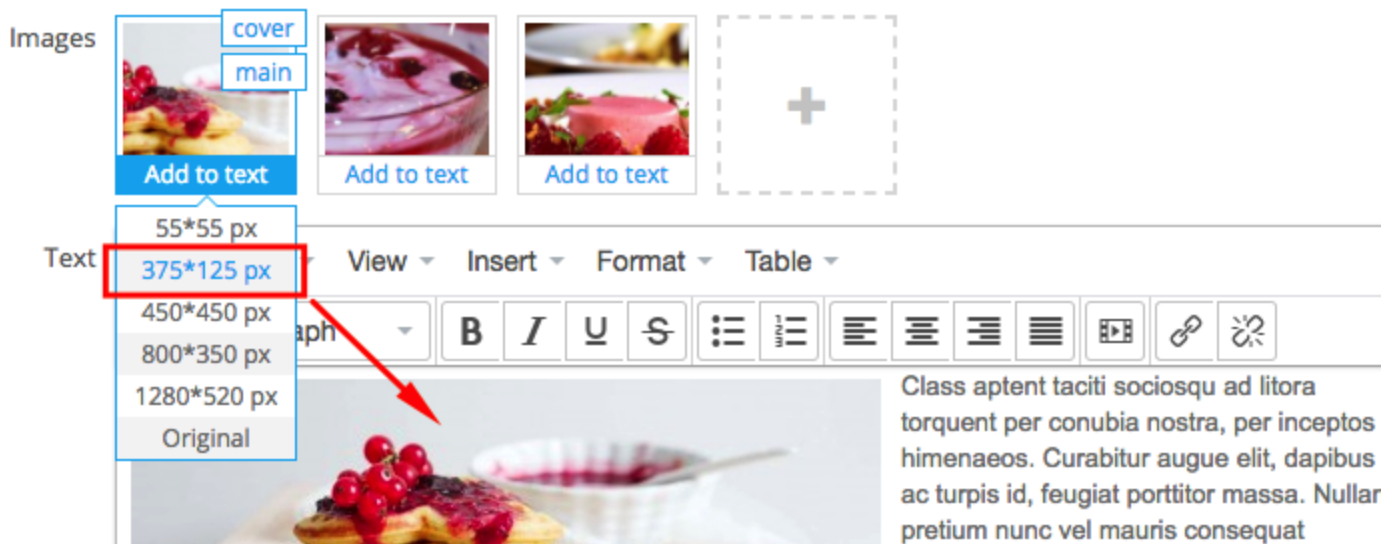 Images
cover
main
Add to text
Add to text
Add to text
55*55 px
375*125 px
450*450 px
800*350 px
1280*520 px
Original
Text
View
Insert
Format
Table
B I U S
Class aptent taciti sociosqu ad litora
torquent per conubia nostra, per inceptos
himenaeos. Curabitur augue elit, dapibus
ac turpis id, feugiat porttitor massa.
pretium nunc vel mauris consequat